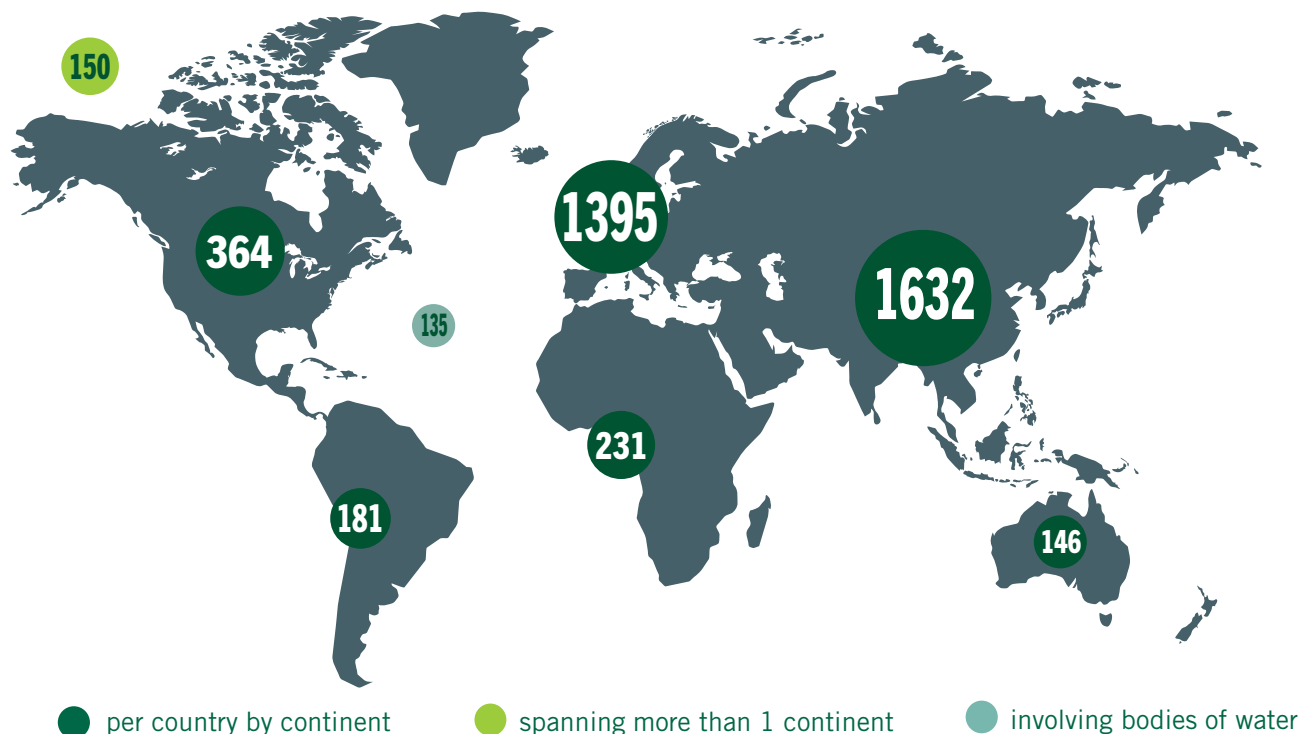 150
1395
364
1632
135
231
181
146
per country by continent
spanning more than 1 continent
involving bodies of water